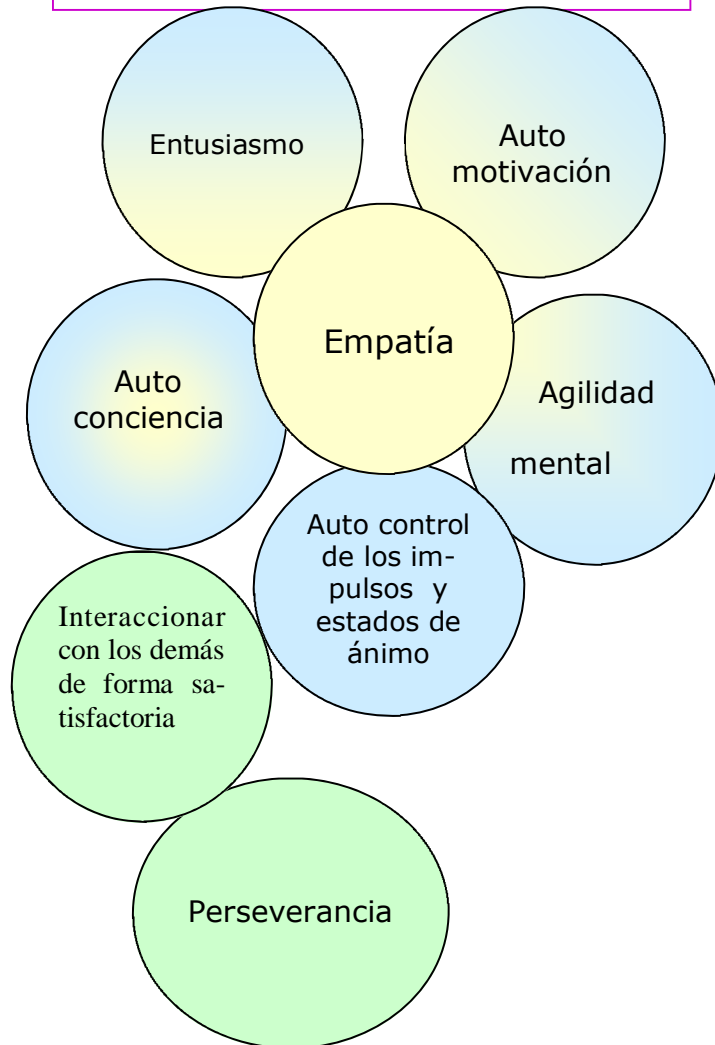 Entusiasmo
Auto
motivación
Empatía
Auto
conciencia
Agilidad
mental
Auto control
de los im-
pulsos y
estados de
ánimo
Interaccionar
con los demás
de forma sa-
tisfactoria
Perseverancia